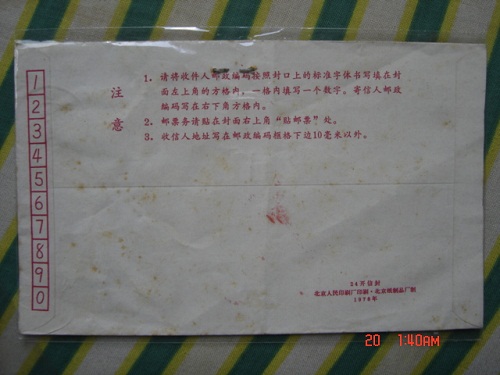 1
2
3
4
5
6
7
8
9
0
注意
1. 请将收件人邮政编码按照封口上的标准字体书写填在封
面左上角的方格内,一格内填写一个数字。寄信人邮政
编码写在右下角方格内。
2. 邮票务请贴在封面右上角“贴邮票”处。
3. 收信人地址写在邮政编码框格下边10毫米以外。
24开信封
北京人民印刷厂印刷·北京纸制品厂制
1978年
20 1:40AM